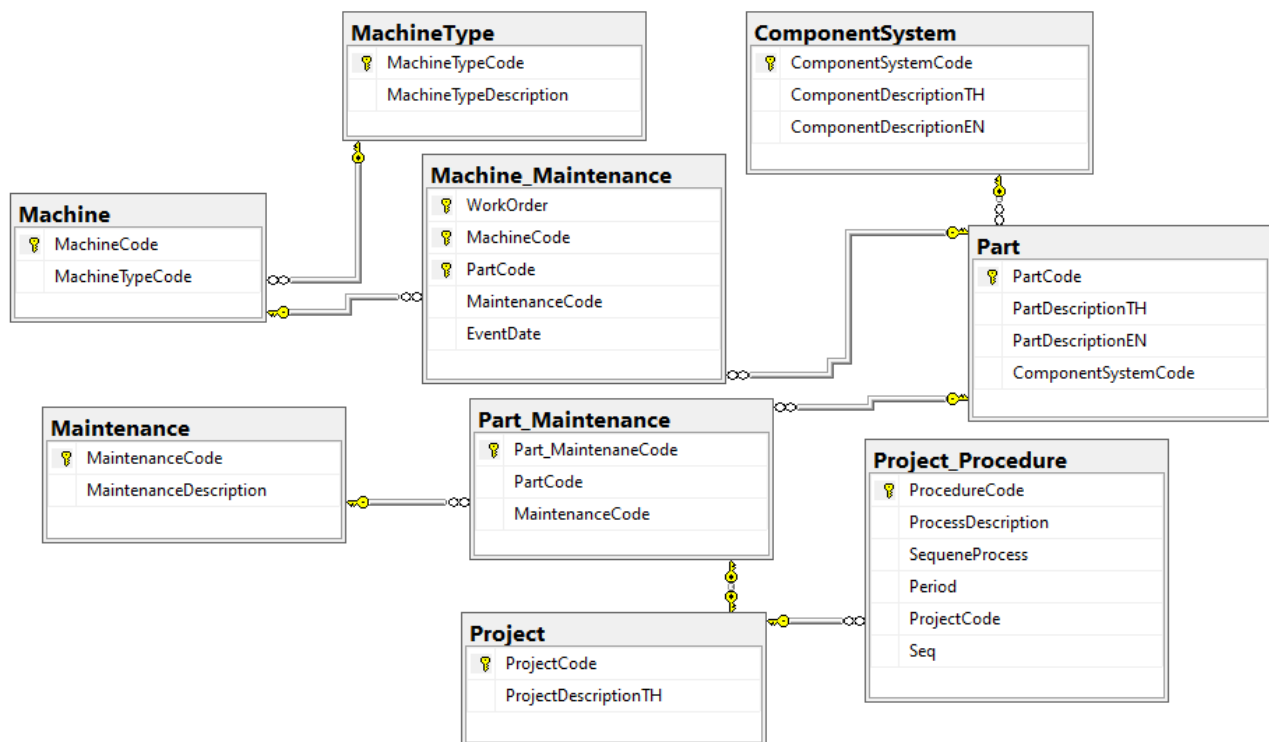 MachineType
MachineTypeCode
MachineTypeDescription
ComponentSystem
ComponentSystemCode
ComponentDescriptionTH
ComponentDescriptionEN
Machine
MachineCode
MachineTypeCode
Machine_Maintenance
WorkOrder
MachineCode
PartCode
MaintenanceCode
EventDate
Part
PartCode
PartDescriptionTH
PartDescriptionEN
ComponentSystemCode
Maintenance
MaintenanceCode
MaintenanceDescription
Part_Maintenance
Part_MaintenaneCode
PartCode
MaintenanceCode
Project_Procedure
ProcedureCode
ProcessDescription
SequeneProcess
Period
ProjectCode
Seq
Project
ProjectCode
ProjectDescriptionTH